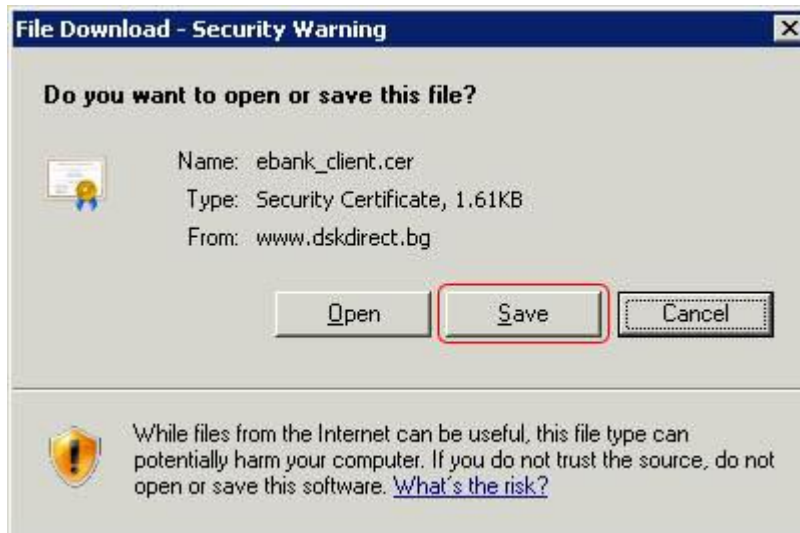 File Download - Security Warning
Do you want to open or save this file?
Name: ebank_client.cer
Type: Security Certificate, 1.61KB
From: www.dskdirect.bg
Open Save Cancel
While files from the Internet can be useful, this file type can
potentially harm your computer. If you do not trust the source, do not
open or save this software. What's the risk?